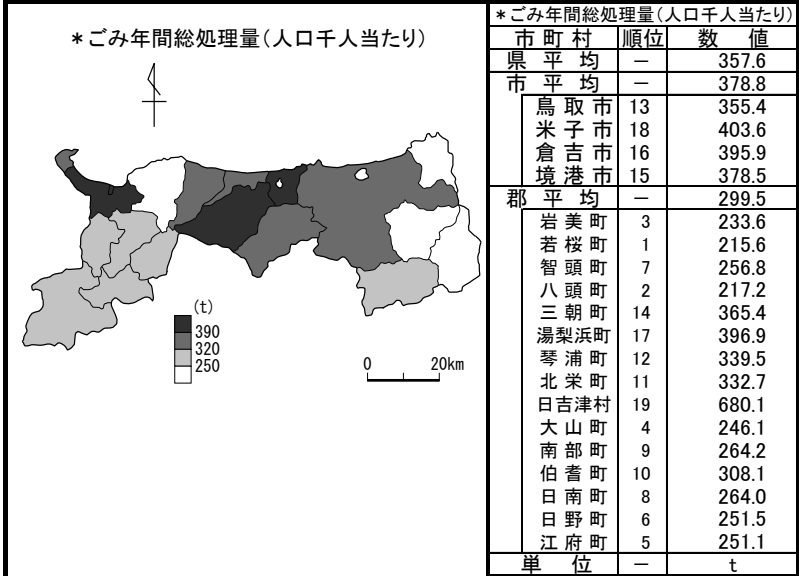 *ごみ年間総処理量(人口千人当たり)
(t)
390
320
250
0 20km
*ごみ年間総処理量(人口千人当たり)
市町村 順位 数 値
県 平 均 － 357.6
市 平 均 － 378.8
鳥 取 市 13 355.4
米 子 市 18 403.6
倉 吉 市 16 395.9
境 港 市 15 378.5
郡 平 均 － 299.5
岩 美 町 3 233.6
若 桜 町 1 215.6
智 頭 町 7 256.8
八 頭 町 2 217.2
三 朝 町 14 365.4
湯梨浜町 17 396.9
琴 浦 町 12 339.5
北 栄 町 11 332.7
日吉津村 19 680.1
大 山 町 4 246.1
南 部 町 9 264.2
伯 耆 町 10 308.1
日 南 町 8 264.0
日 野 町 6 251.5
江 府 町 5 251.1
単 位 － t